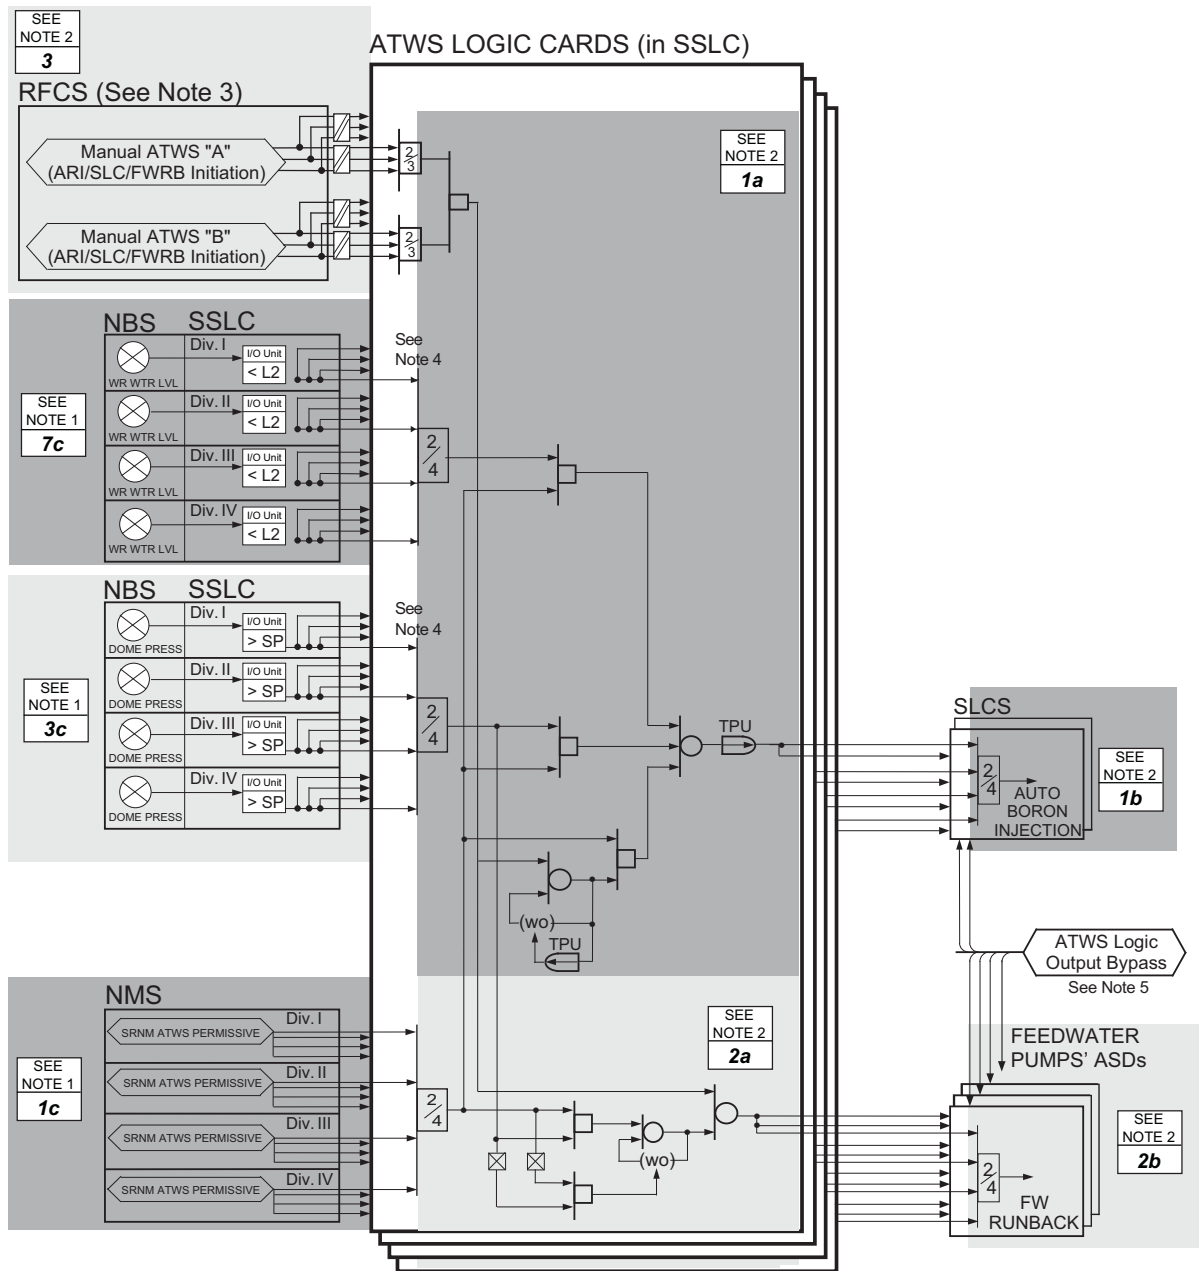 SEE
NOTE 2
3
ATWS LOGIC CARDS (in SSLC)
RFCS (See Note 3)
Manual ATWS "A"
(ARI/SLC/FWRB Initiation)
2/3
Manual ATWS "B"
(ARI/SLC/FWRB Initiation)
2/3
SEE
NOTE 2
1a
NBS SSLC
SEE
NOTE 1
7c
Div. I
I/O Unit
< L2
WR WTR LVL
Div. II
I/O Unit
< L2
WR WTR LVL
Div. III
I/O Unit
< L2
WR WTR LVL
Div. IV
I/O Unit
< L2
WR WTR LVL
See
Note 4
2/4
NBS SSLC
SEE
NOTE 1
3c
Div. I
I/O Unit
> SP
DOME PRESS
Div. II
I/O Unit
> SP
DOME PRESS
Div. III
I/O Unit
> SP
DOME PRESS
Div. IV
I/O Unit
> SP
DOME PRESS
See
Note 4
2/4
TPU
(wo)
TPU
SLCS
2/4
AUTO
BORON
INJECTION
SEE
NOTE 2
1b
ATWS Logic
Output Bypass
See Note 5
NMS
SEE
NOTE 1
1c
Div. I
SRNM ATWS PERMISSIVE
Div. II
SRNM ATWS PERMISSIVE
Div. III
SRNM ATWS PERMISSIVE
Div. IV
SRNM ATWS PERMISSIVE
2/4
SEE
NOTE 2
2a
(wo)
FEEDWATER
PUMPS’ ASDs
2/4
FW
RUNBACK
SEE
NOTE 2
2b